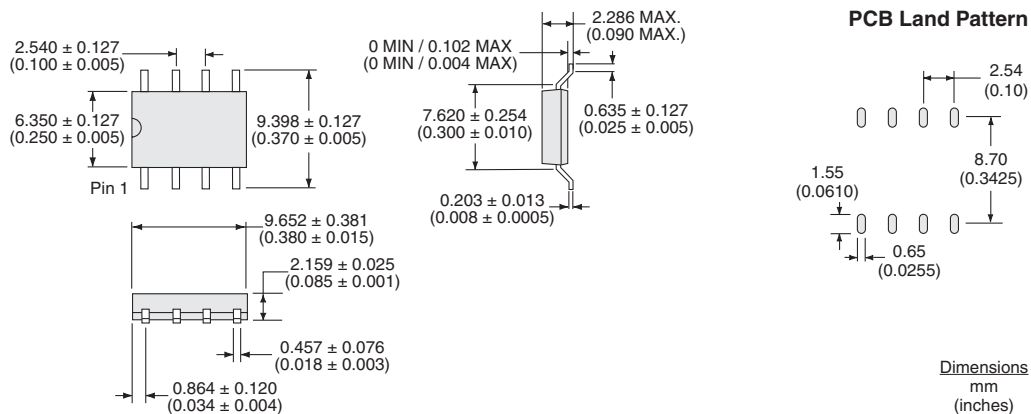 2.540 ± 0.127
(0.100 ± 0.005)
6.350 ± 0.127
(0.250 ± 0.005)
9.398 ± 0.127
(0.370 ± 0.005)
Pin 1
9.652 ± 0.381
(0.380 ± 0.015)
2.159 ± 0.025
(0.085 ± 0.001)
0.457 ± 0.076
(0.018 ± 0.003)
0.864 ± 0.120
(0.034 ± 0.004)
2.286 MAX.
(0.090 MAX.)
0 MIN / 0.102 MAX
(0 MIN / 0.004 MAX)
7.620 ± 0.254
(0.300 ± 0.010)
0.635 ± 0.127
(0.025 ± 0.005)
0.203 ± 0.013
(0.008 ± 0.0005)
PCB Land Pattern
2.54
(0.10)
8.70
(0.3425)
1.55
(0.0610)
0.65
(0.0255)
Dimensions
mm
(inches)